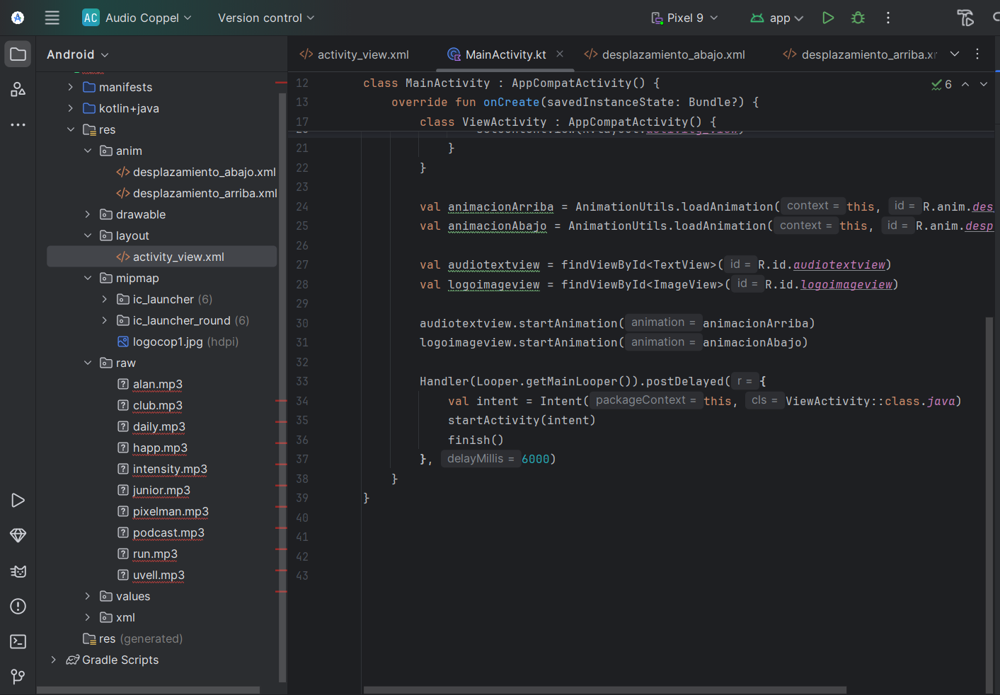 AC Audio Coppel
Version control
Pixel 9
app
Android
activity_view.xml
MainActivity.kt
desplazamiento_abajo.xml
desplazamiento_arriba.xr
manifests
kotlin+java
res
anim
desplazamiento_abajo.xml
desplazamiento_arriba.xml
drawable
layout
activity_view.xml
mipmap
ic_launcher (6)
ic_launcher_round (6)
logocop1.jpg (hdpi)
raw
alan.mp3
club.mp3
daily.mp3
happ.mp3
intensity.mp3
junior.mp3
pixelman.mp3
podcast.mp3
run.mp3
uvell.mp3
values
xml
res (generated)
Gradle Scripts
6
12 class MainActivity : AppCompatActivity() {
13 override fun onCreate(savedInstanceState: Bundle?) {
17 class ViewActivity : AppCompatActivity() {
21 }
22 }
23
24 val animacionArriba = AnimationUtils.loadAnimation( context = this, id = R.anim.des
25 val animacionAbajo = AnimationUtils.loadAnimation( context = this, id = R.anim.desp
26
27 val audiotextview = findViewById<TextView>( id = R.id.audiotextview)
28 val logoimageview = findViewById<ImageView>( id = R.id.logoimageview)
29
30 audiotextview.startAnimation( animation = animacionArriba)
31 logoimageview.startAnimation( animation = animacionAbajo)
32
33 Handler(Looper.getMainLooper()).postDelayed( r = {
34 val intent = Intent( packageContext = this, cls = ViewActivity::class.java)
35 startActivity(intent)
36 finish()
37 }, delayMillis = 6000)
38 }
39 }
40
41
42
43